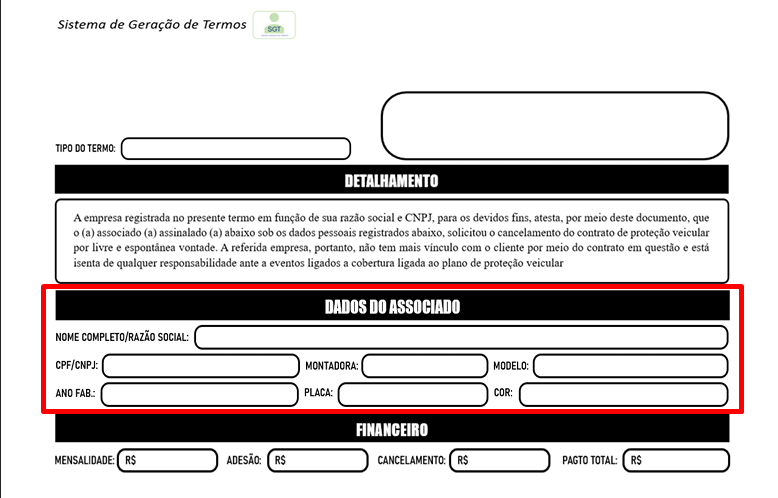 Sistema de Geração de Termos
SGT
TIPO DO TERMO:
DETALHAMENTO
A empresa registrada no presente termo em função de sua razão social e CNPJ, para os devidos fins, atesta, por meio deste documento, que
o (a) associado (a) assinalado (a) abaixo sob os dados pessoais registrados abaixo, solicitou o cancelamento do contrato de proteção veicular
por livre e espontânea vontade. A referida empresa, portanto, não tem mais vínculo com o cliente por meio do contrato em questão e está
isenta de qualquer responsabilidade ante a eventos ligados a cobertura ligada ao plano de proteção veicular
DADOS DO ASSOCIADO
NOME COMPLETO/RAZÃO SOCIAL:
CPF/CNPJ: MONTADORA: MODELO:
ANO FAB.: PLACA: COR:
FINANCEIRO
MENSALIDADE: R$ ADESÃO: R$ CANCELAMENTO: R$ PAGTO TOTAL: R$